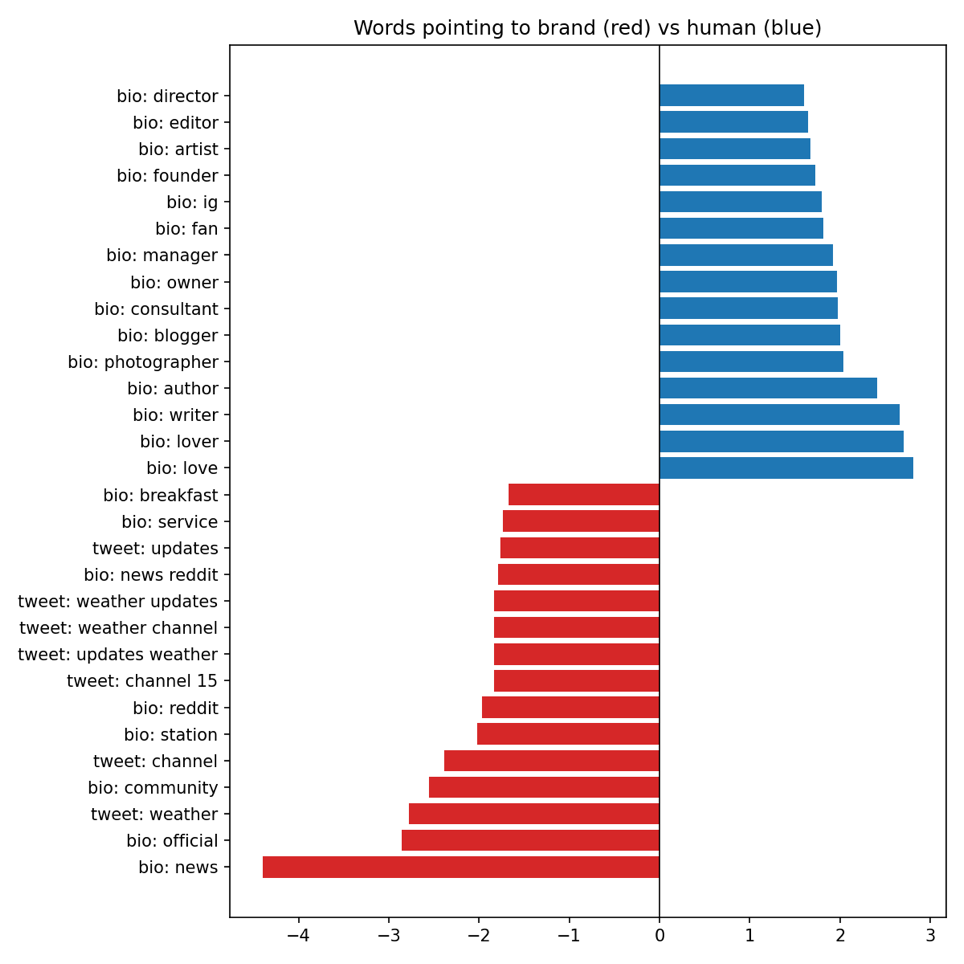 Words pointing to brand (red) vs human (blue)
bio: director
bio: editor
bio: artist
bio: founder
bio: ig
bio: fan
bio: manager
bio: owner
bio: consultant
bio: blogger
bio: photographer
bio: author
bio: writer
bio: lover
bio: love
bio: breakfast
bio: service
tweet: updates
bio: news reddit
tweet: weather updates
tweet: weather channel
tweet: updates weather
tweet: channel 15
bio: reddit
bio: station
tweet: channel
bio: community
tweet: weather
bio: official
bio: news
−4 −3 −2 −1 0 1 2 3